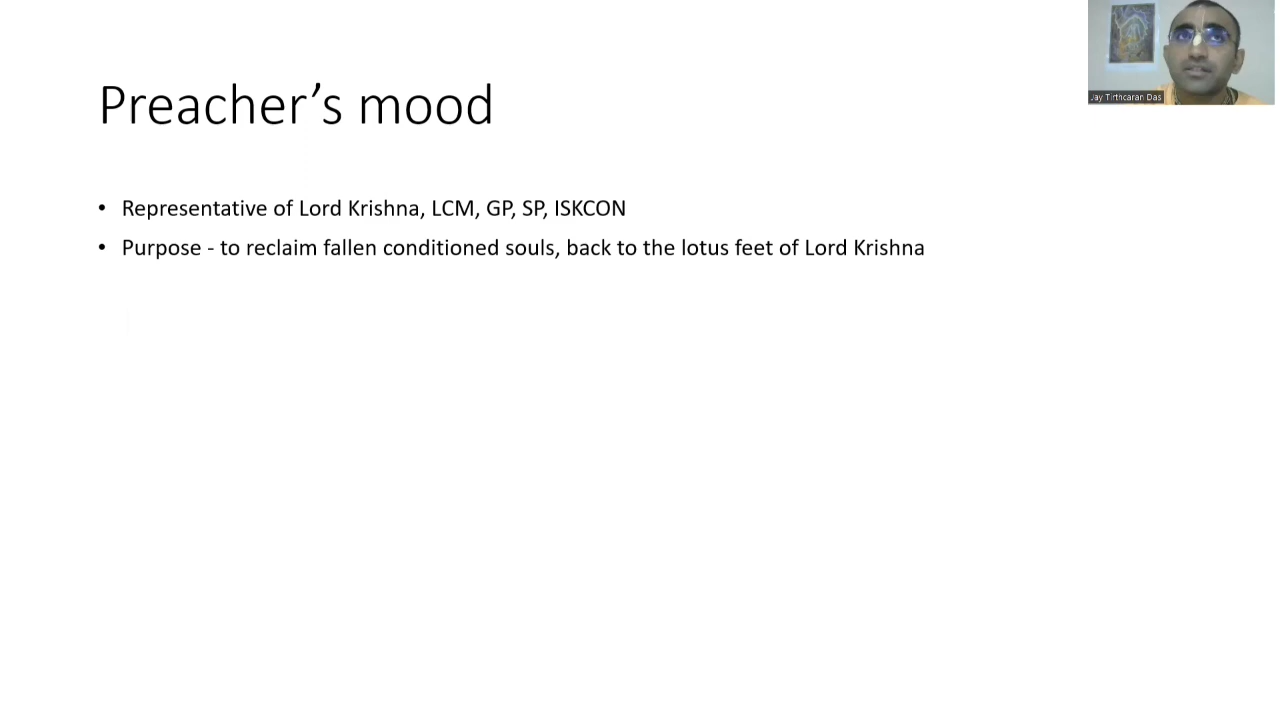 Preacher’s mood
• Representative of Lord Krishna, LCM, GP, SP, ISKCON
• Purpose - to reclaim fallen conditioned souls, back to the lotus feet of Lord Krishna
Jay Tirthcaran Das